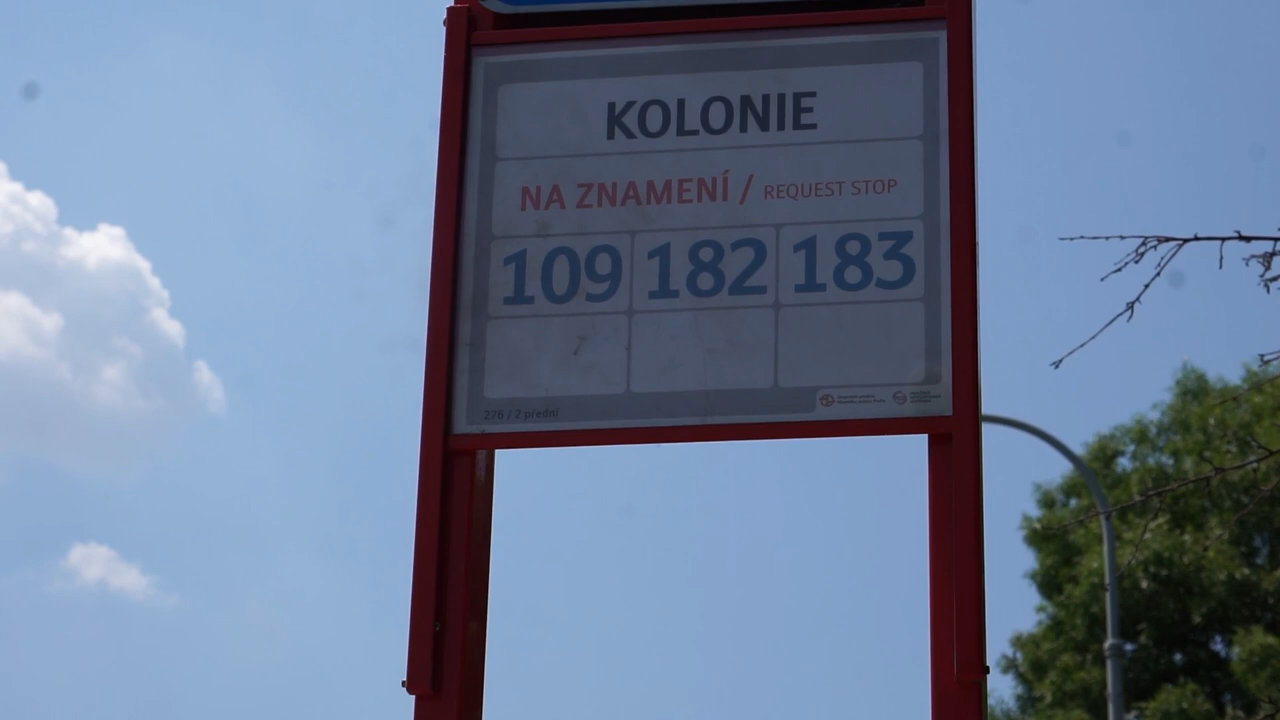 KOLONIE
NA ZNAMENÍ / REQUEST STOP
109 182 183
276 / 2 přední